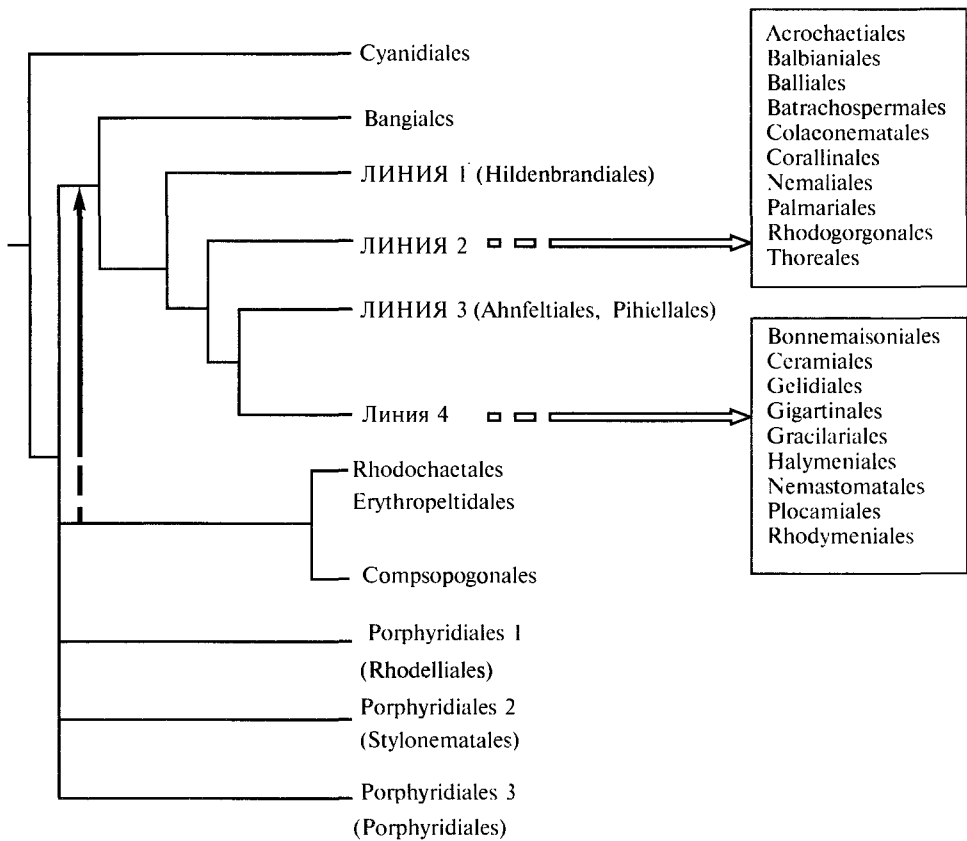 Cyanidiales
Bangiales
ЛИНИЯ 1 (Hildenbrandiales)
ЛИНИЯ 2
ЛИНИЯ 3 (Ahnfeltiales, Pihiellales)
Линия 4
Rhodochaetales
Erythropeltidales
Compsopogonales
Porphyridiales 1
(Rhodelliales)
Porphyridiales 2
(Stylonematales)
Porphyridiales 3
(Porphyridiales)
Acrochaetiales
Balbianiales
Balliales
Batrachospermales
Colaconematales
Corallinales
Nemaliales
Palmariales
Rhodogorgonales
Thoreales
Bonnemaisoniales
Ceramiales
Gelidiales
Gigartinales
Gracilariales
Halymeniales
Nemastomatales
Plocamiales
Rhodymeniales